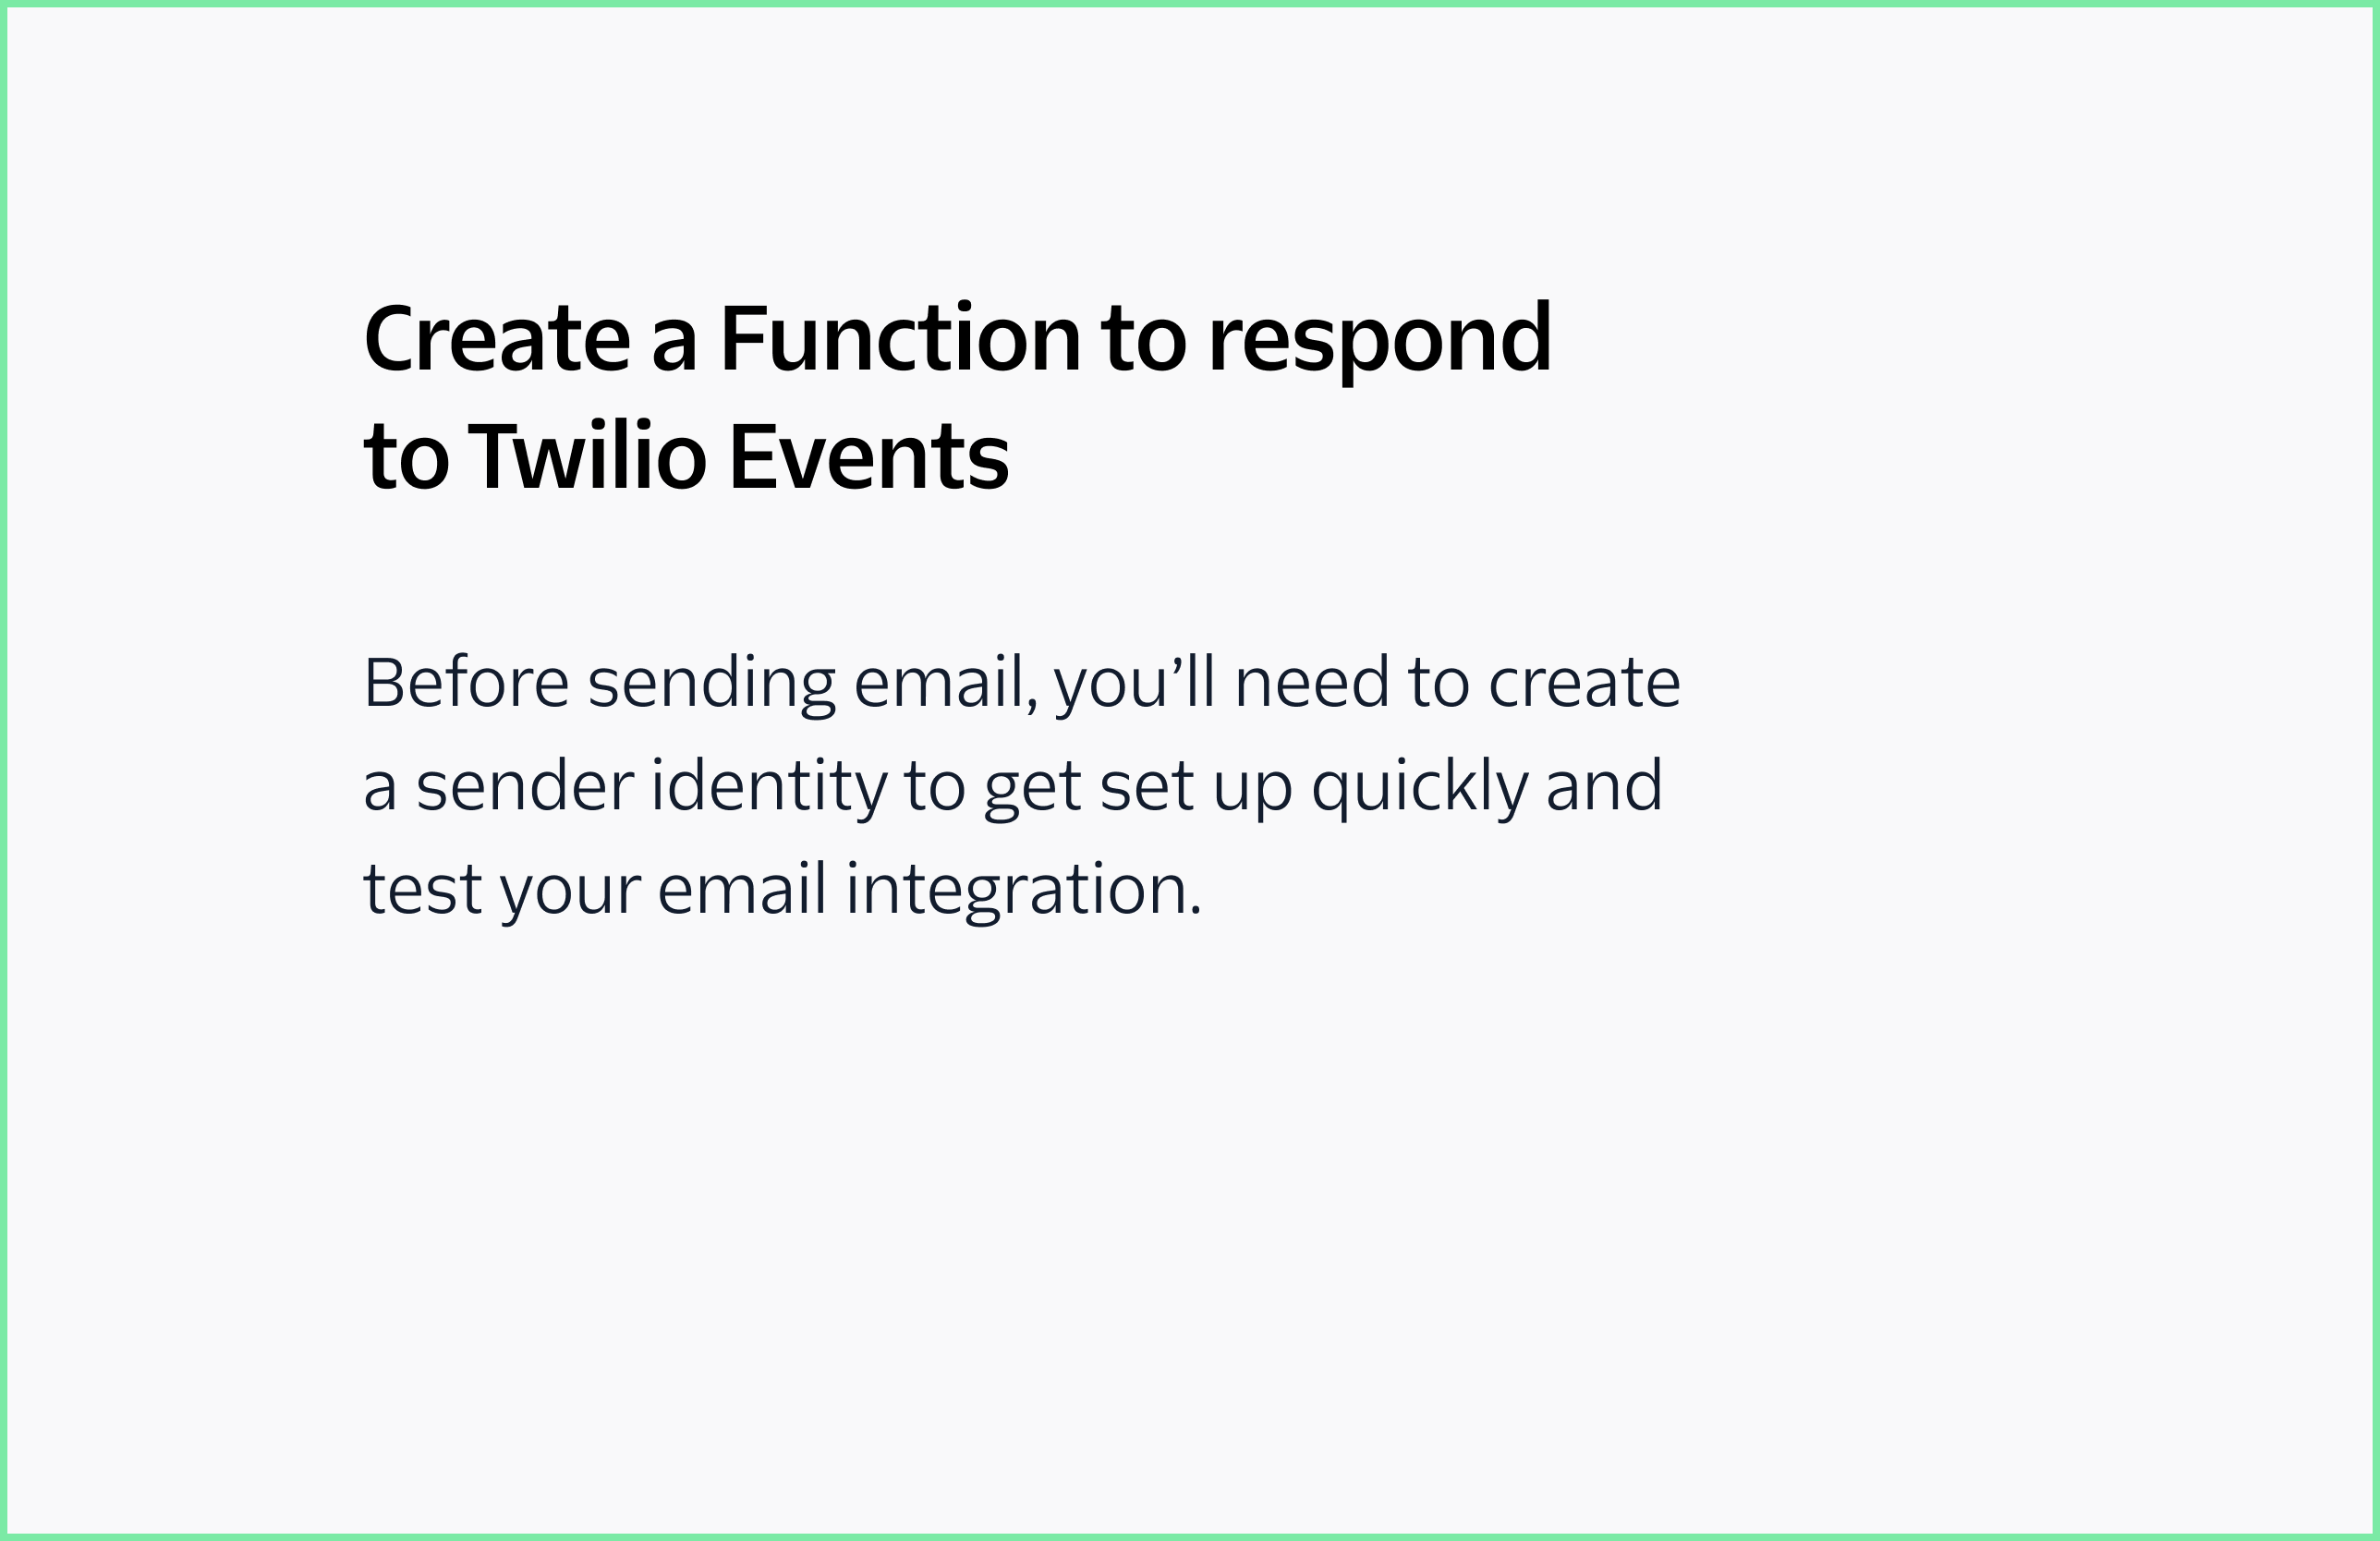 Create a Function to respond
to Twilio Events
Before sending email, you’ll need to create
a sender identity to get set up quickly and
test your email integration.